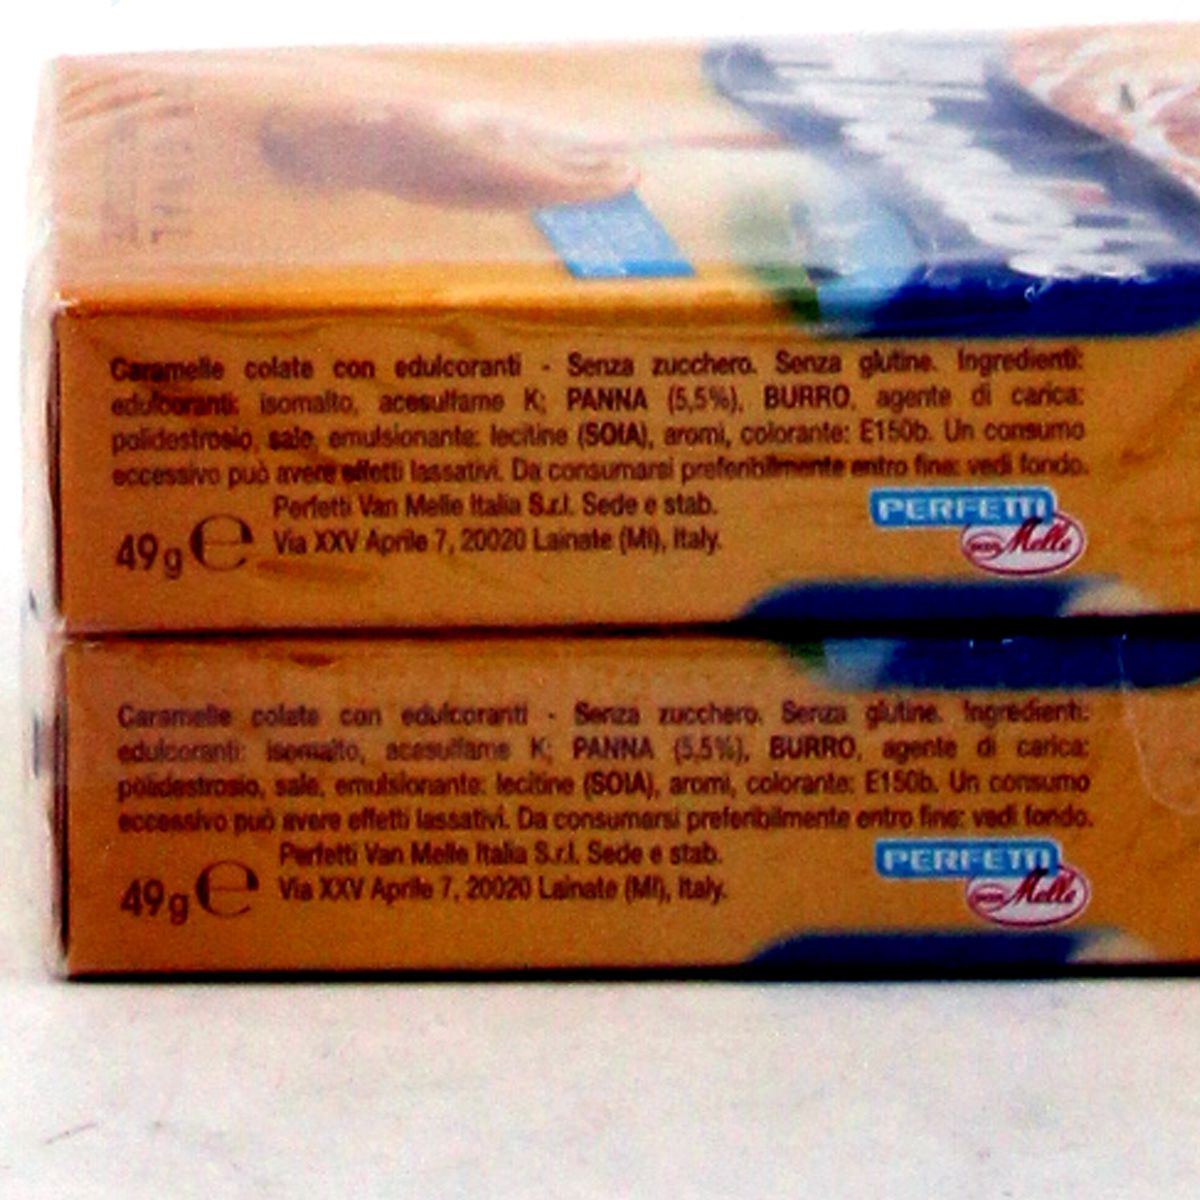 Caramelle colate con edulcoranti - Senza zucchero. Senza glutine. Ingredienti:
edulcoranti: isomalto, acesulfame K; PANNA (5,5%), BURRO, agente di carica:
polidestrosio, sale, emulsionante: lecitine (SOIA), aromi, colorante: E150b. Un consumo
eccessivo può avere effetti lassativi. Da consumarsi preferibilmente entro fine: vedi fondo.
Perfetti Van Melle Italia S.r.l. Sede e stab.
Via XXV Aprile 7, 20020 Lainate (MI), Italy.
49g e
PERFETTI
van Melle
Caramelle colate con edulcoranti - Senza zucchero. Senza glutine. Ingredienti:
edulcoranti: isomalto, acesulfame K; PANNA (5,5%), BURRO, agente di carica:
polidestrosio, sale, emulsionante: lecitine (SOIA), aromi, colorante: E150b. Un consumo
eccessivo può avere effetti lassativi. Da consumarsi preferibilmente entro fine: vedi fondo.
Perfetti Van Melle Italia S.r.l. Sede e stab.
Via XXV Aprile 7, 20020 Lainate (MI), Italy.
49g e
PERFETTI
van Melle